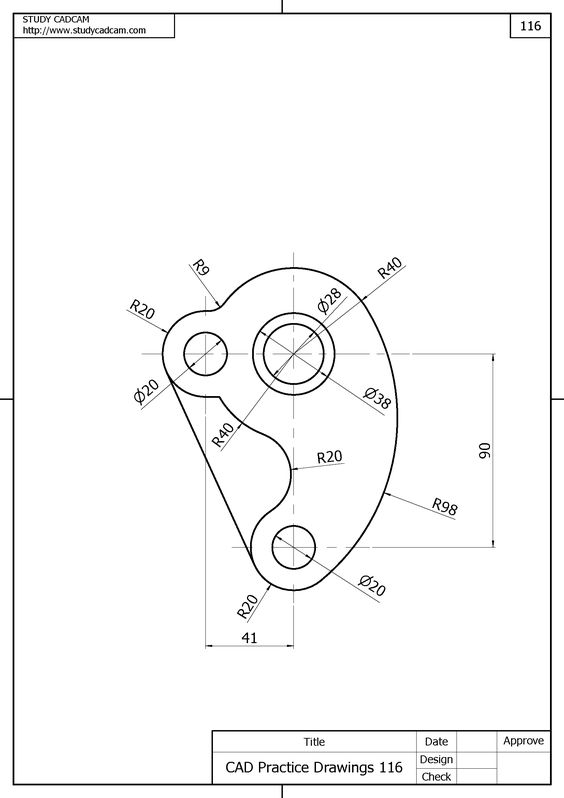 STUDY CADCAM
http://www.studycadcam.com
116
R9
R40
R20
Ø28
Ø20
Ø38
R40
R20
90
R98
Ø20
R20
41
Title
Date
Approve
CAD Practice Drawings 116
Design
Check